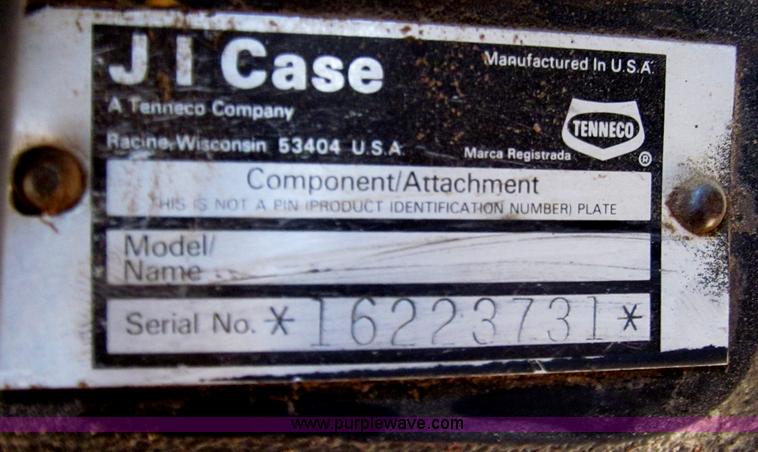 J I Case
Manufactured In U.S.A.
A Tenneco Company
TENNECO
Racine, Wisconsin 53404 U.S.A.
Marca Registrada ®
Component/Attachment
THIS IS NOT A PIN (PRODUCT IDENTIFICATION NUMBER) PLATE
Model/
Name
Serial No. *16223731*
www.purplewave.com